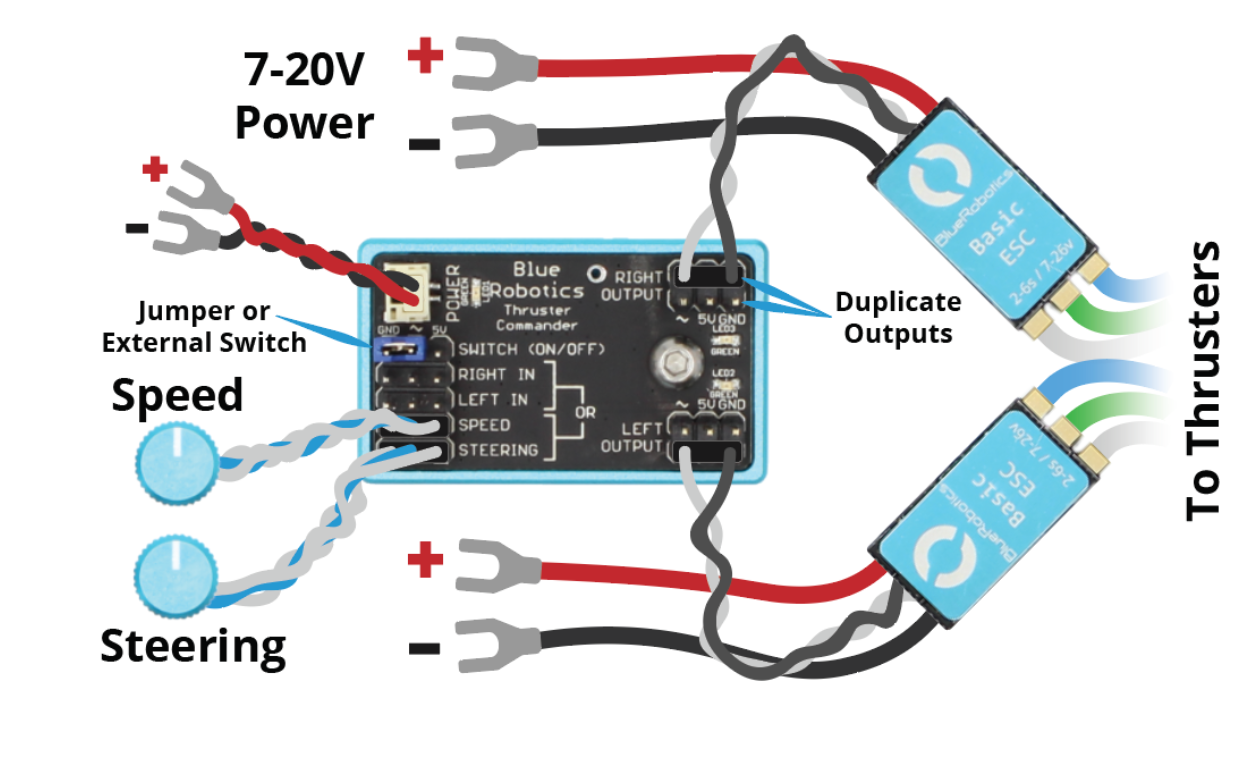 7-20V
Power
+
-
+
-
Jumper or
External Switch
Speed
Steering
+
-
POWER
GREEN
LED1
Blue
Robotics
Thruster
Commander
GND ~ 5V
SWITCH (ON/OFF)
RIGHT IN
LEFT IN
OR
SPEED
STEERING
RIGHT
OUTPUT
~ 5V GND
LED3
GREEN
LED2
GREEN
~ 5V GND
LEFT
OUTPUT
Duplicate
Outputs
BlueRobotics
Basic
ESC
2-6s / 7-26v
2-6s / 7-26v
Basic
ESC
BlueRobotics
To Thrusters